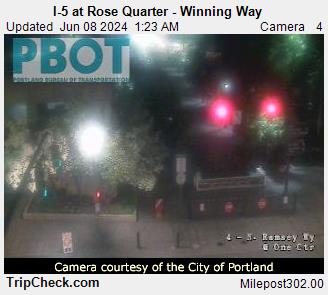 I-5 at Rose Quarter - Winning Way
Updated Jun 08 2024 1:23 AM Camera 4
PBOT
PORTLAND BUREAU OF TRANSPORTATION
4 - N. Ramsey Wy
@ One Ctr
Camera courtesy of the City of Portland
TripCheck.com Milepost302.00